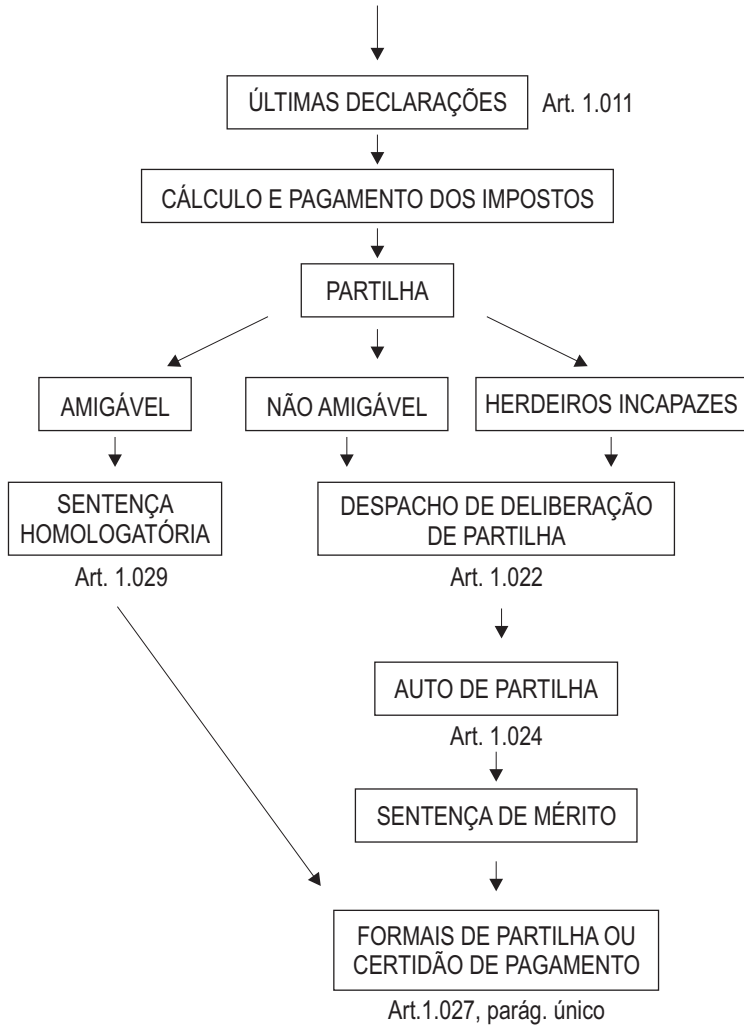 ÚLTIMAS DECLARAÇÕES
Art. 1.011
CÁLCULO E PAGAMENTO DOS IMPOSTOS
PARTILHA
AMIGÁVEL
NÃO AMIGÁVEL
HERDEIROS INCAPAZES
SENTENÇA
HOMOLOGATÓRIA
Art. 1.029
DESPACHO DE DELIBERAÇÃO
DE PARTILHA
Art. 1.022
AUTO DE PARTILHA
Art. 1.024
SENTENÇA DE MÉRITO
FORMAIS DE PARTILHA OU
CERTIDÃO DE PAGAMENTO
Art.1.027, parág. único